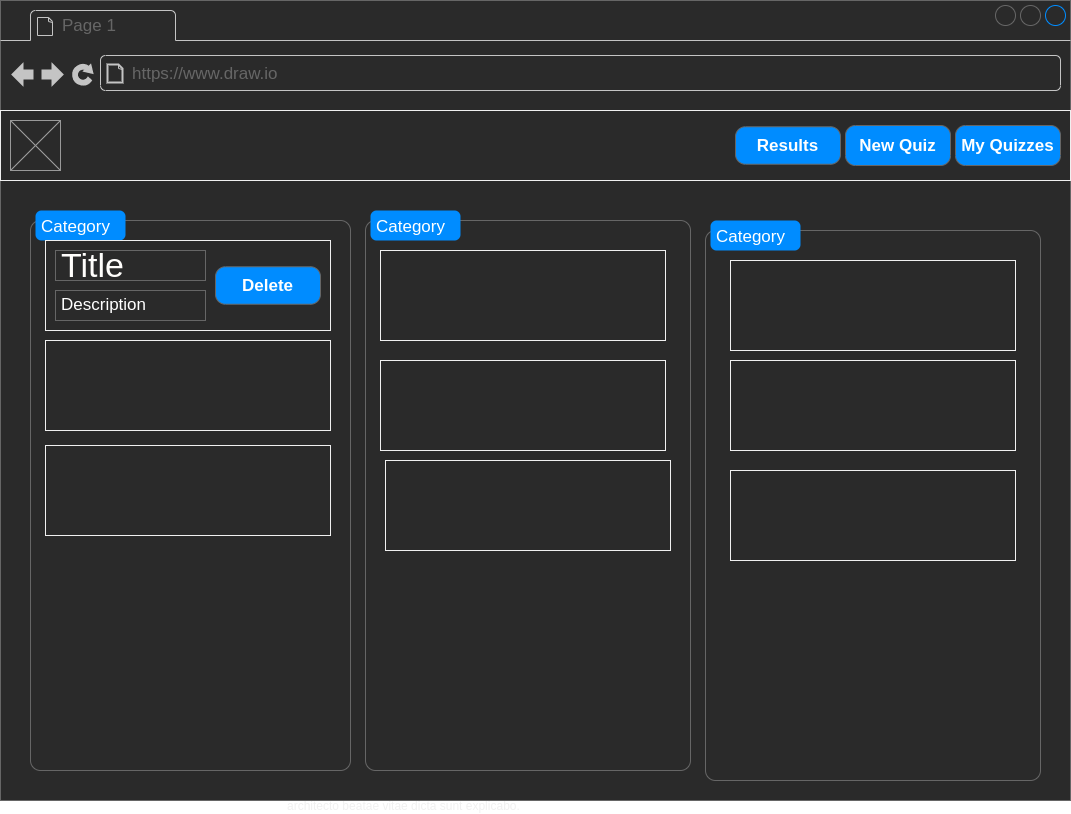 Page 1
https://www.draw.io
Results
New Quiz
My Quizzes
Category
Category
Category
Title
Description
Delete
architecto beatae vitae dicta sunt explicabo.